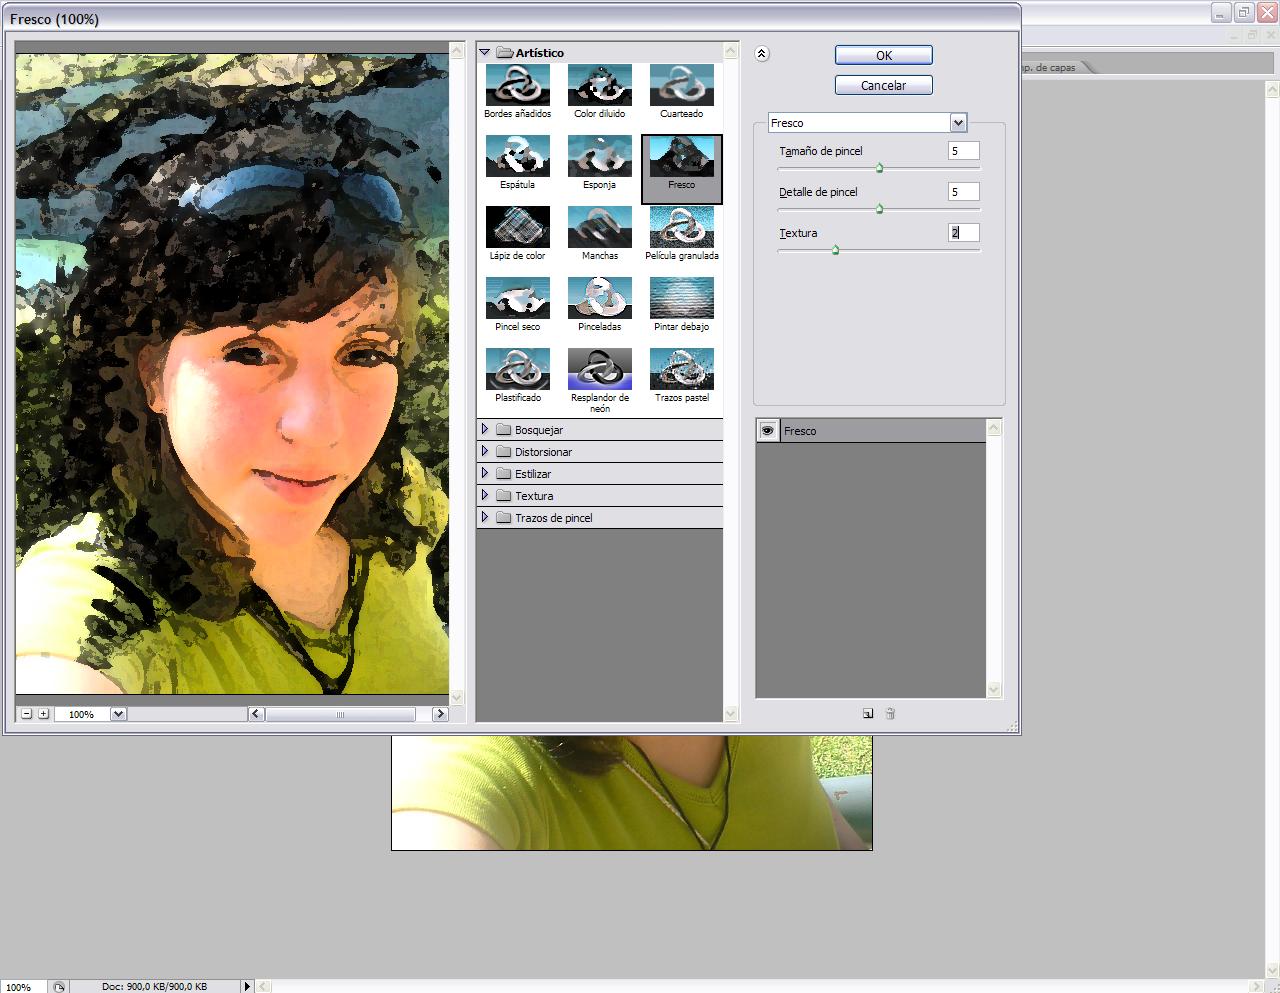 Fresco (100%)
np. de capas
Artístico
Bordes añadidos
Color diluido
Cuarteado
Espátula
Esponja
Fresco
Lápiz de color
Manchas
Película granulada
Pincel seco
Pinceladas
Pintar debajo
Plastificado
Resplandor de
neón
Trazos pastel
Bosquejar
Distorsionar
Estilizar
Textura
Trazos de pincel
OK
Cancelar
Fresco
Tamaño de pincel 5
Detalle de pincel 5
Textura 2
Fresco
100%
100% Doc: 900,0 KB/900,0 KB